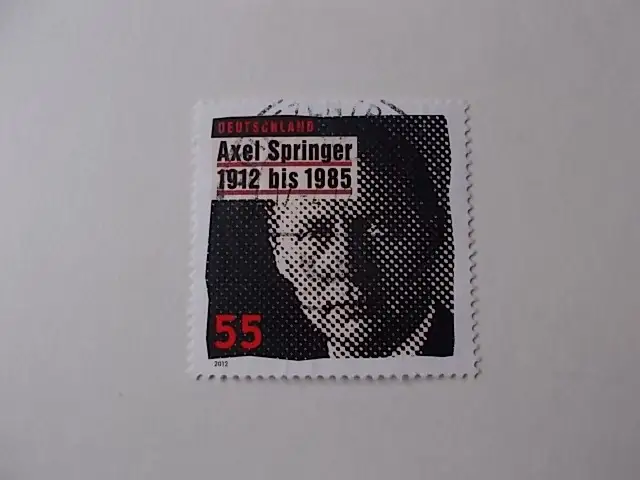 DEUTSCHLAND
Axel Springer
1912 bis 1985
55
2012